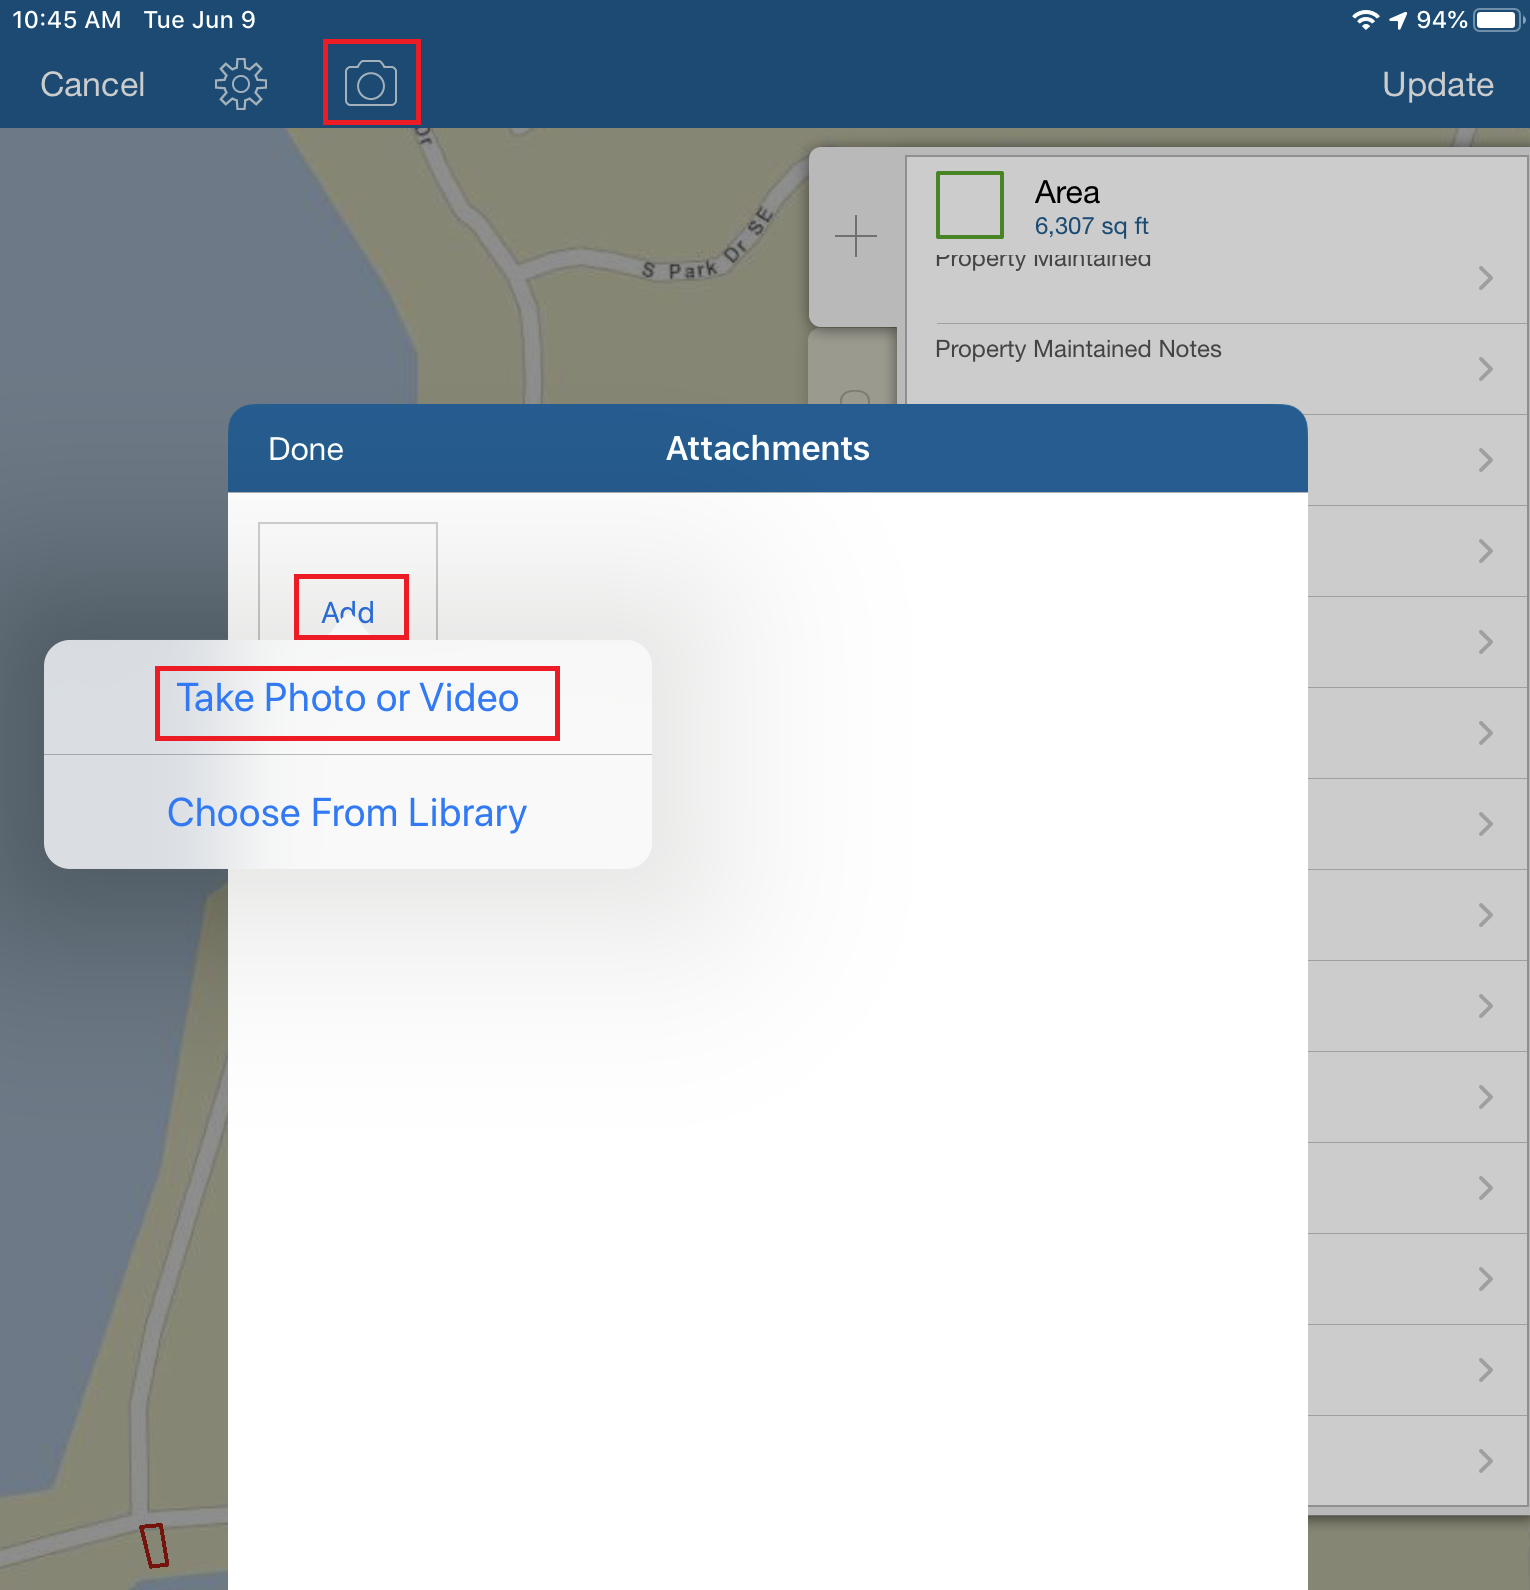 10:45 AM Tue Jun 9
94%
Cancel
Update
Dr
S Park Dr SE
Area
6,307 sq ft
Property Maintained
Property Maintained Notes
Done
Attachments
Add
Take Photo or Video
Choose From Library